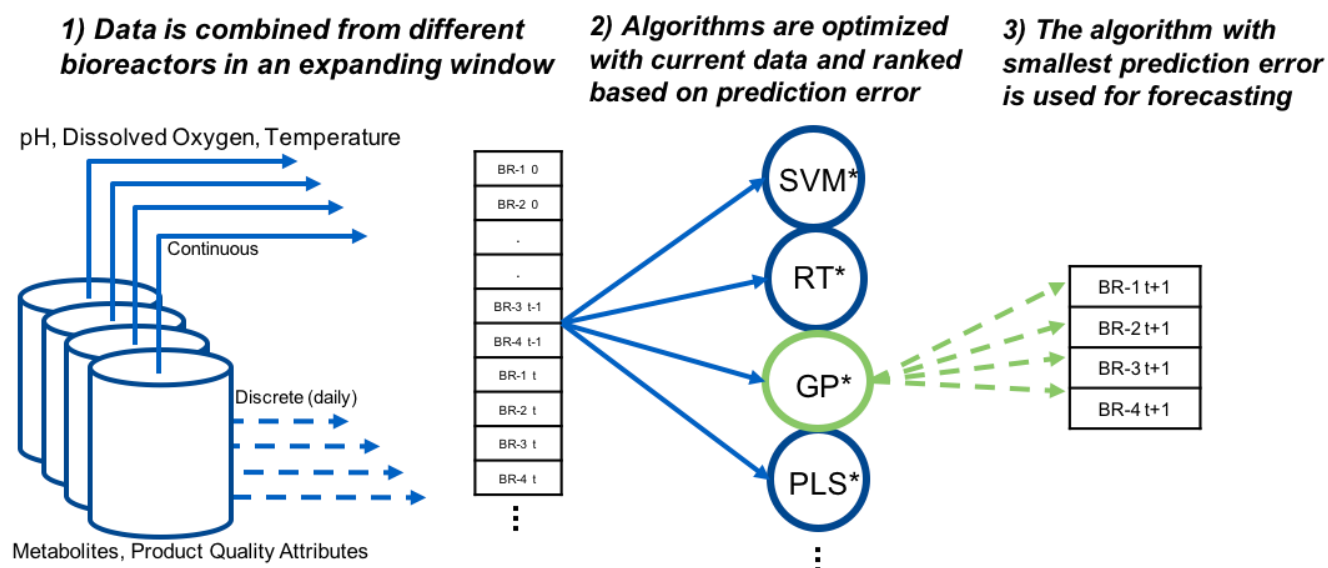 1) Data is combined from different
bioreactors in an expanding window
2) Algorithms are optimized
with current data and ranked
based on prediction error
3) The algorithm with
smallest prediction error
is used for forecasting
pH, Dissolved Oxygen, Temperature
Continuous
Discrete (daily)
Metabolites, Product Quality Attributes
BR-1 0
BR-2 0
.
.
BR-3 t-1
BR-4 t-1
BR-1 t
BR-2 t
BR-3 t
BR-4 t
⋮
SVM*
RT*
GP*
PLS*
⋮
BR-1 t+1
BR-2 t+1
BR-3 t+1
BR-4 t+1